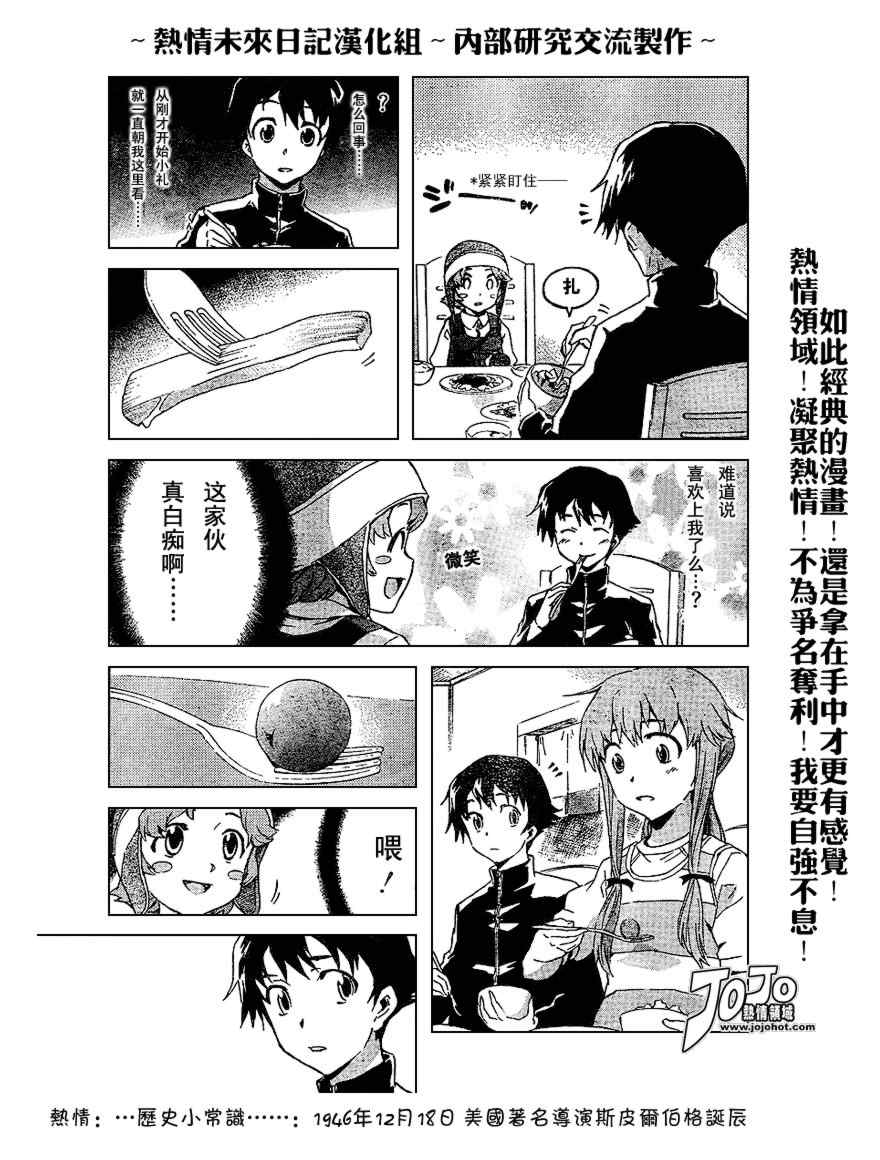 ~熱情未來日記漢化組~內部研究交流製作~
*紧紧盯住——
扎
?
怎么回事……
从刚才开始小礼
就一直朝我这里看……
难道说
喜欢上我了么…?
微笑
这家伙
真白痴啊……
喂!
如此經典的漫畫!還是拿在手中才更有感覺!
熱情領域!凝聚熱情!不為爭名奪利!我要自強不息!
JOJO
熱情領域
www.jojohot.com
熱情:…歷史小常識……:1946年12月18日 美國著名導演斯皮爾伯格誕辰